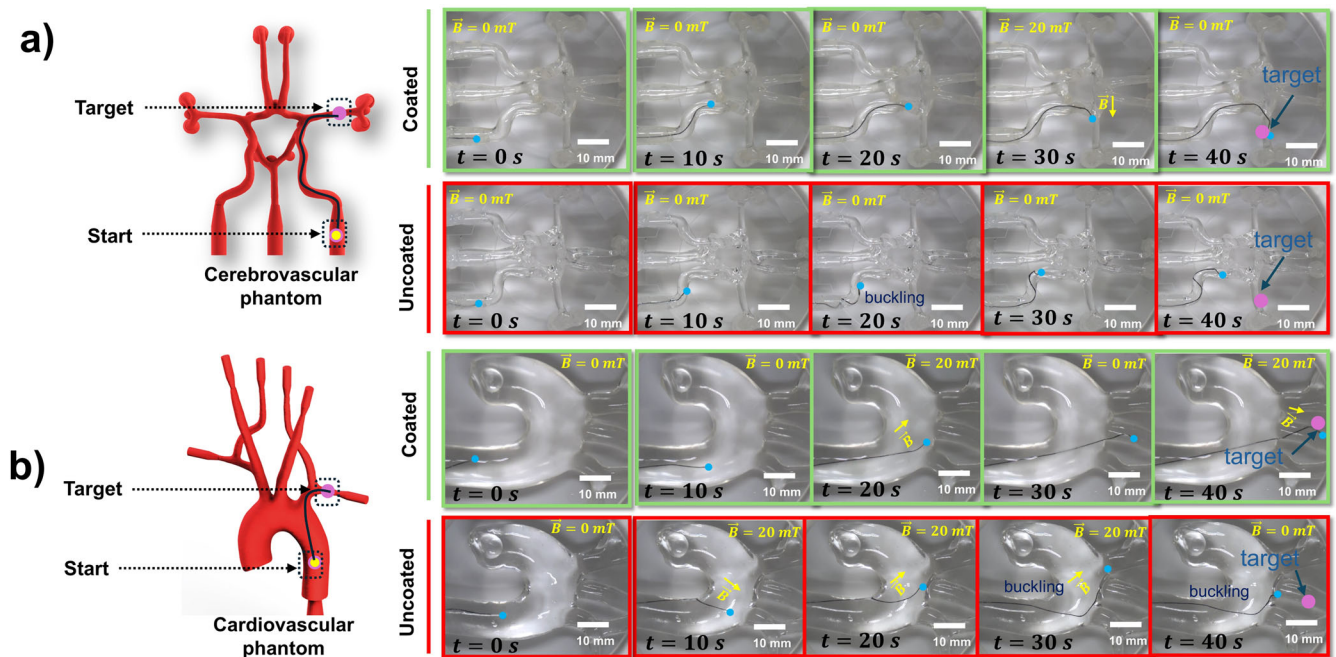 a)
Target
Start
Cerebrovascular
phantom
Coated
B⃗ = 0 mT
t = 0 s
10 mm
B⃗ = 0 mT
t = 10 s
10 mm
B⃗ = 0 mT
t = 20 s
10 mm
B⃗ = 20 mT
B⃗
t = 30 s
10 mm
B⃗ = 0 mT
target
t = 40 s
10 mm
Uncoated
B⃗ = 0 mT
t = 0 s
10 mm
B⃗ = 0 mT
t = 10 s
10 mm
B⃗ = 0 mT
buckling
t = 20 s
10 mm
B⃗ = 0 mT
t = 30 s
10 mm
B⃗ = 0 mT
target
t = 40 s
10 mm
b)
Target
Start
Cardiovascular
phantom
Coated
B⃗ = 0 mT
t = 0 s
10 mm
B⃗ = 0 mT
t = 10 s
10 mm
B⃗ = 20 mT
B⃗
t = 20 s
10 mm
B⃗ = 0 mT
t = 30 s
10 mm
B⃗ = 20 mT
B⃗
target
t = 40 s
10 mm
Uncoated
B⃗ = 0 mT
t = 0 s
10 mm
B⃗ = 20 mT
B⃗
t = 10 s
10 mm
B⃗ = 20 mT
B⃗
t = 20 s
10 mm
B⃗ = 20 mT
buckling
B⃗
t = 30 s
10 mm
B⃗ = 0 mT
target
buckling
t = 40 s
10 mm